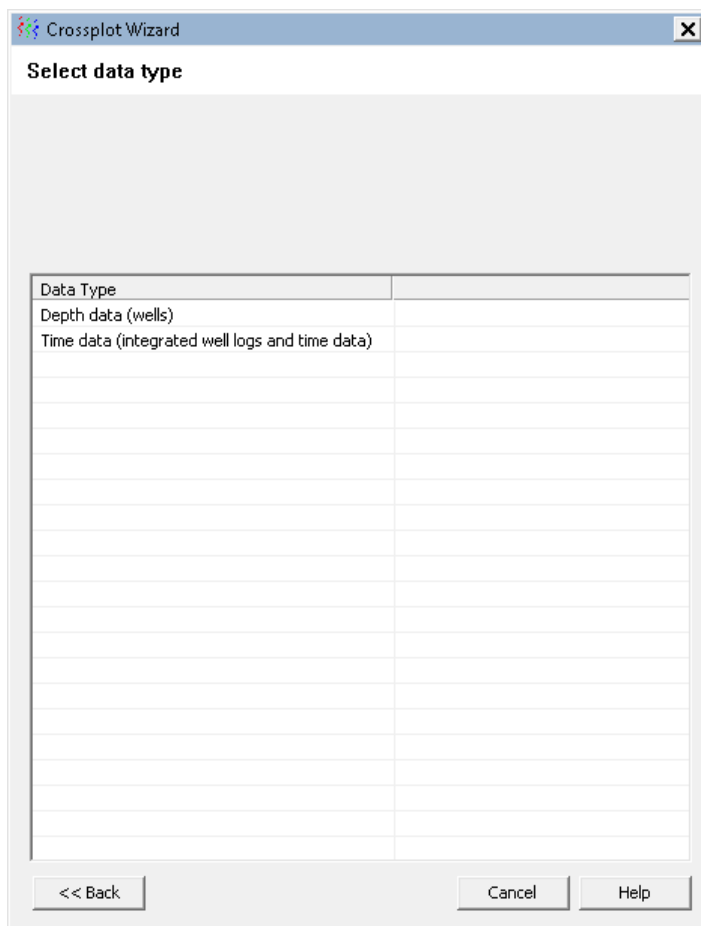 Crossplot Wizard
Select data type
Data Type
Depth data (wells)
Time data (integrated well logs and time data)
<< Back
Cancel
Help